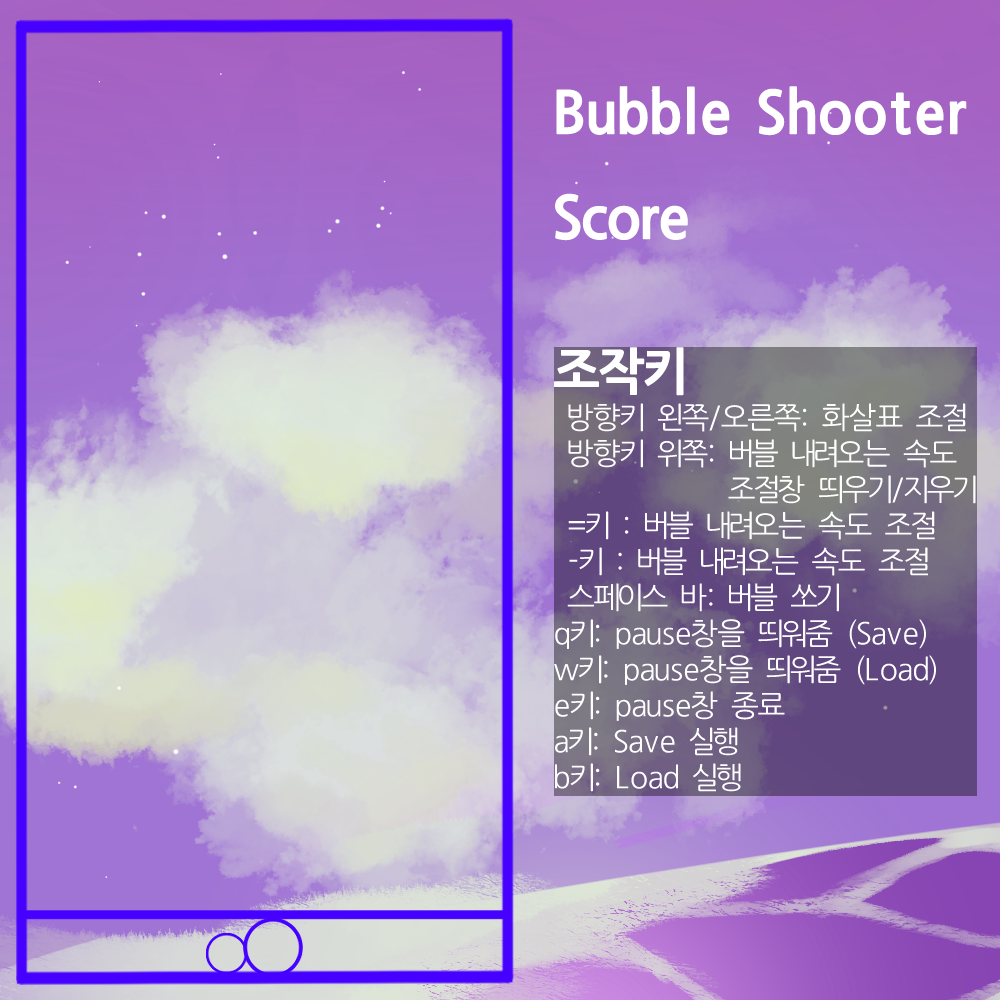 Bubble Shooter
Score
조작키
방향키 왼쪽/오른쪽: 화살표 조절
방향키 위쪽: 버블 내려오는 속도
조절창 띄우기/지우기
=키 : 버블 내려오는 속도 조절
-키 : 버블 내려오는 속도 조절
스페이스 바: 버블 쏘기
q키: pause창을 띄워줌 (Save)
w키: pause창을 띄워줌 (Load)
e키: pause창 종료
a키: Save 실행
b키: Load 실행